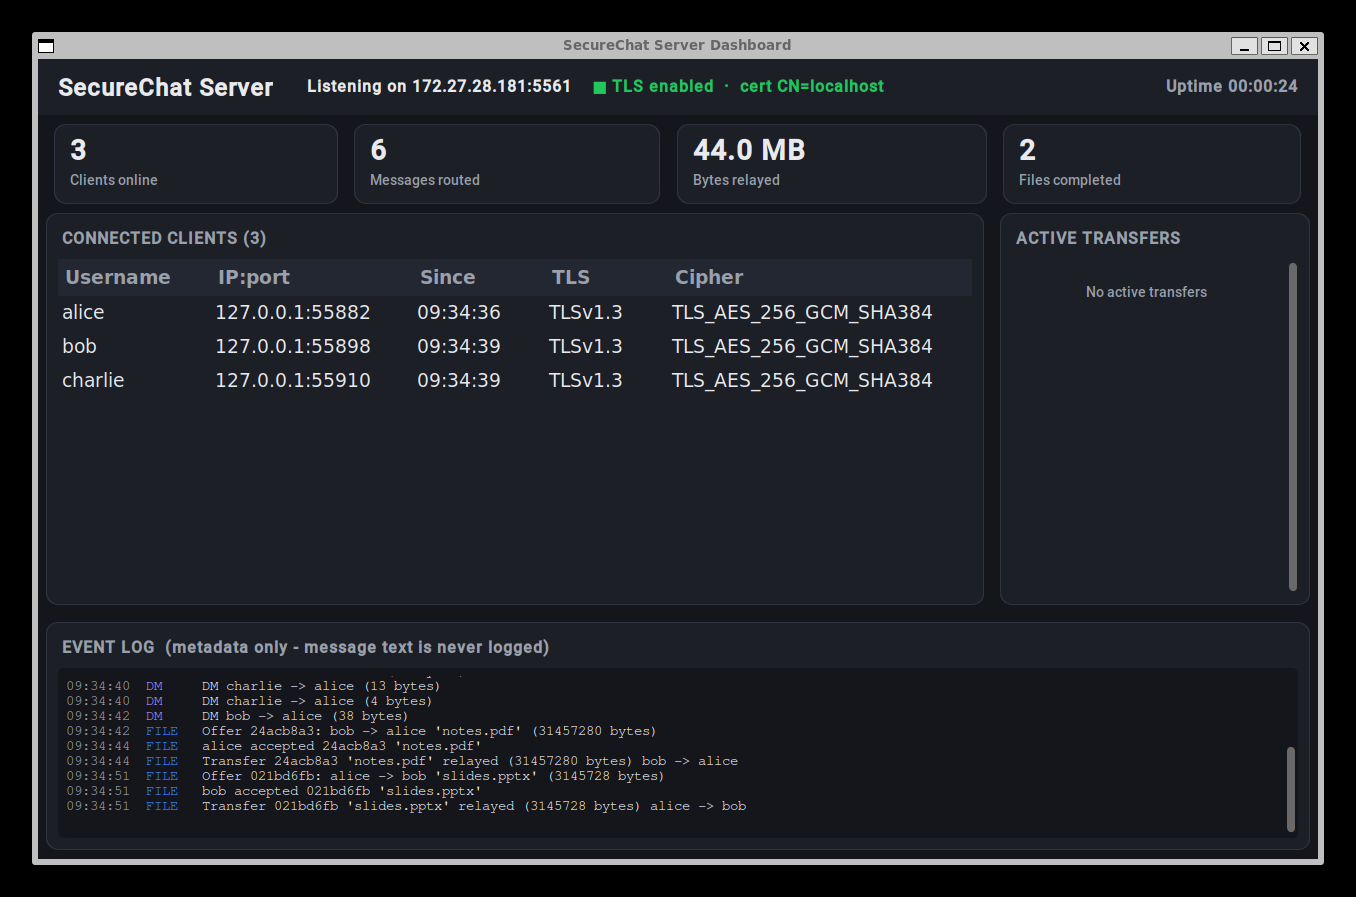 SecureChat Server Dashboard
SecureChat Server Listening on 172.27.28.181:5561 TLS enabled · cert CN=localhost Uptime 00:00:24
3 6 44.0 MB 2
Clients online Messages routed Bytes relayed Files completed
CONNECTED CLIENTS (3)
Username IP:port Since TLS Cipher
alice 127.0.0.1:55882 09:34:36 TLSv1.3 TLS_AES_256_GCM_SHA384
bob 127.0.0.1:55898 09:34:39 TLSv1.3 TLS_AES_256_GCM_SHA384
charlie 127.0.0.1:55910 09:34:39 TLSv1.3 TLS_AES_256_GCM_SHA384
ACTIVE TRANSFERS
No active transfers
EVENT LOG (metadata only - message text is never logged)
09:34:40 DM DM charlie -> alice (13 bytes)
09:34:40 DM DM charlie -> alice (4 bytes)
09:34:42 DM DM bob -> alice (38 bytes)
09:34:42 FILE Offer 24acb8a3: bob -> alice 'notes.pdf' (31457280 bytes)
09:34:44 FILE alice accepted 24acb8a3 'notes.pdf'
09:34:44 FILE Transfer 24acb8a3 'notes.pdf' relayed (31457280 bytes) bob -> alice
09:34:51 FILE Offer 021bd6fb: alice -> bob 'slides.pptx' (3145728 bytes)
09:34:51 FILE bob accepted 021bd6fb 'slides.pptx'
09:34:51 FILE Transfer 021bd6fb 'slides.pptx' relayed (3145728 bytes) alice -> bob